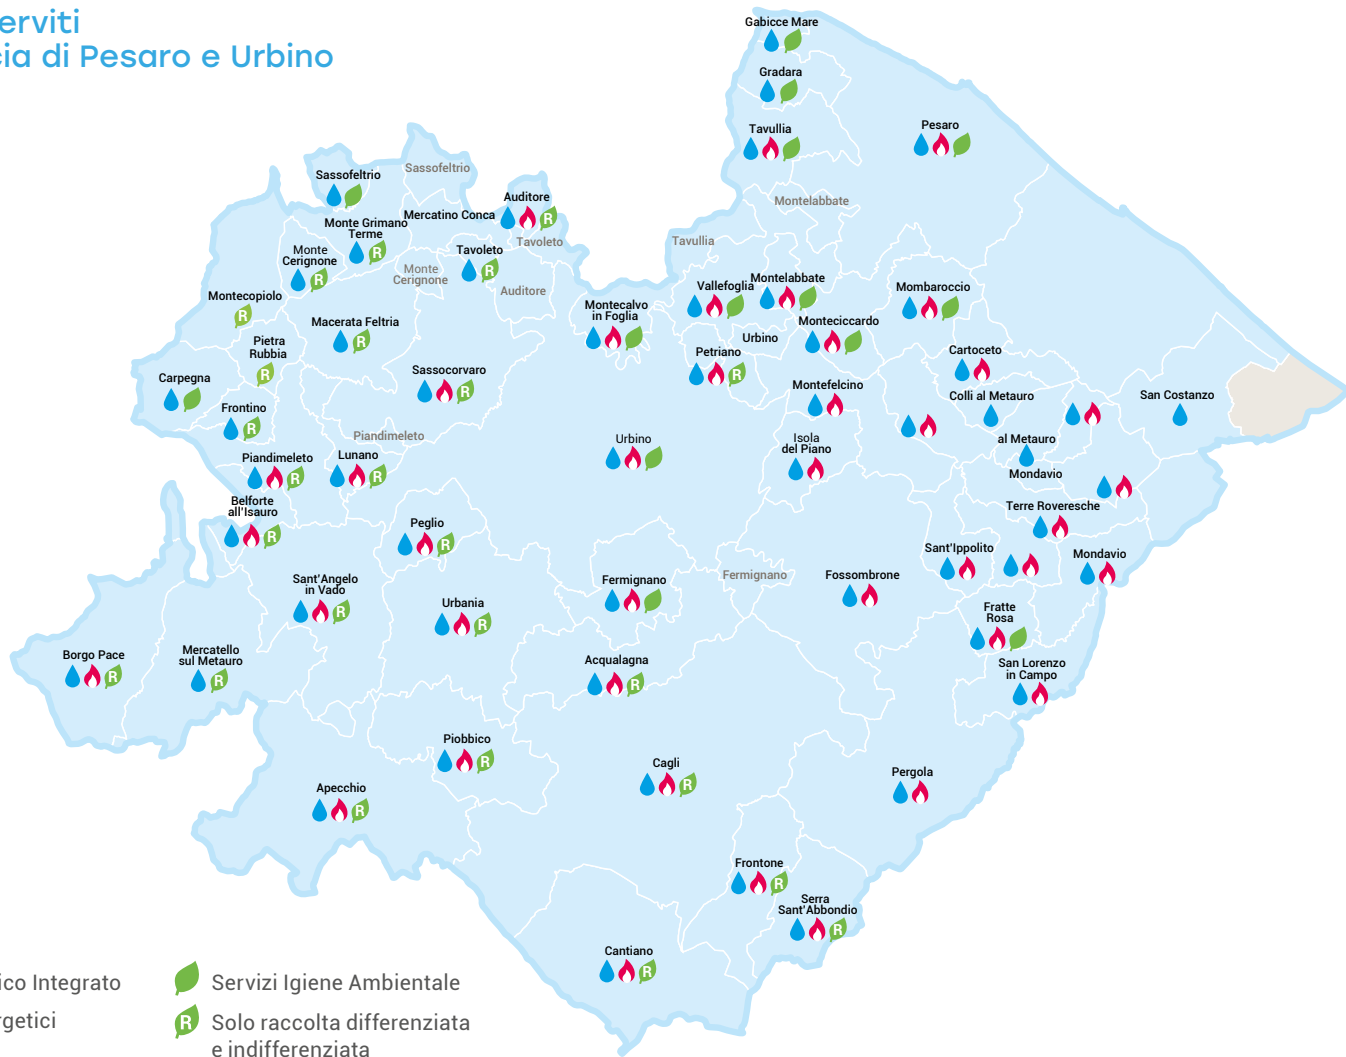 erviti
cia di Pesaro e Urbino
Gabicce Mare
Gradara
Tavullia
Pesaro
Sassofeltrio
Sassofeltrio
Auditore
Mercatino Conca
Montelabbate
Monte Grimano
Terme
Tavoleto
Tavullia
Monte
Cerignone
Tavoleto
Monte
Cerignone
Auditore
Vallefoglia
Montelabbate
Mombaroccio
Montecopiolo
R
Montecalvo
in Foglia
Macerata Feltria
Monteciccardo
Pietra
Rubbia
R
Urbino
Petriano
R
Cartoceto
Carpegna
Sassocorvaro
R
Montefelcino
Colli al Metauro
San Costanzo
Frontino
R
Piandimeleto
Urbino
Isola
del Piano
al Metauro
Piandimeleto
R
Lunano
R
Mondavio
Belforte
all'Isauro
R
Terre Roveresche
Peglio
R
Sant'Ippolito
Mondavio
Sant'Angelo
in Vado
R
Fermignano
Fermignano
Fossombrone
Urbania
R
Fratte
Rosa
Borgo Pace
R
Mercatello
sul Metauro
R
Acqualagna
R
San Lorenzo
in Campo
Piobbico
R
Cagli
R
Pergola
Apecchio
R
Frontone
R
Serra
Sant'Abbondio
R
Cantiano
R
ico Integrato
Servizi Igiene Ambientale
rgetici
R
Solo raccolta differenziata
e indifferenziata